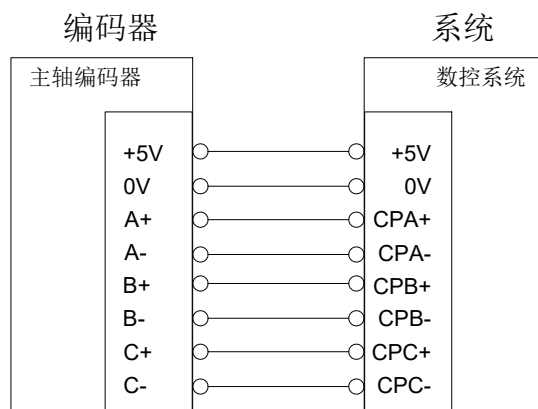 编码器 系统
主轴编码器 数控系统
+5V +5V
0V 0V
A+ CPA+
A- CPA-
B+ CPB+
B- CPB-
C+ CPC+
C- CPC-